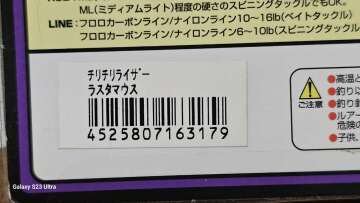 ML(ミディアムライト)程度の硬さのスピニングタックルでもOK。
LINE:フロロカーボンライン/ナイロンライン10〜16lb(ベイトタックル)
フロロカーボンライン/ナイロンライン6〜10lb(スピニングタックル
チリチリライザー
ラスタマウス
4525807163179
ご注意
●高温と
●釣り以
●釣り
●ルアー
危険の
●子供、
Galaxy S23 Ultra